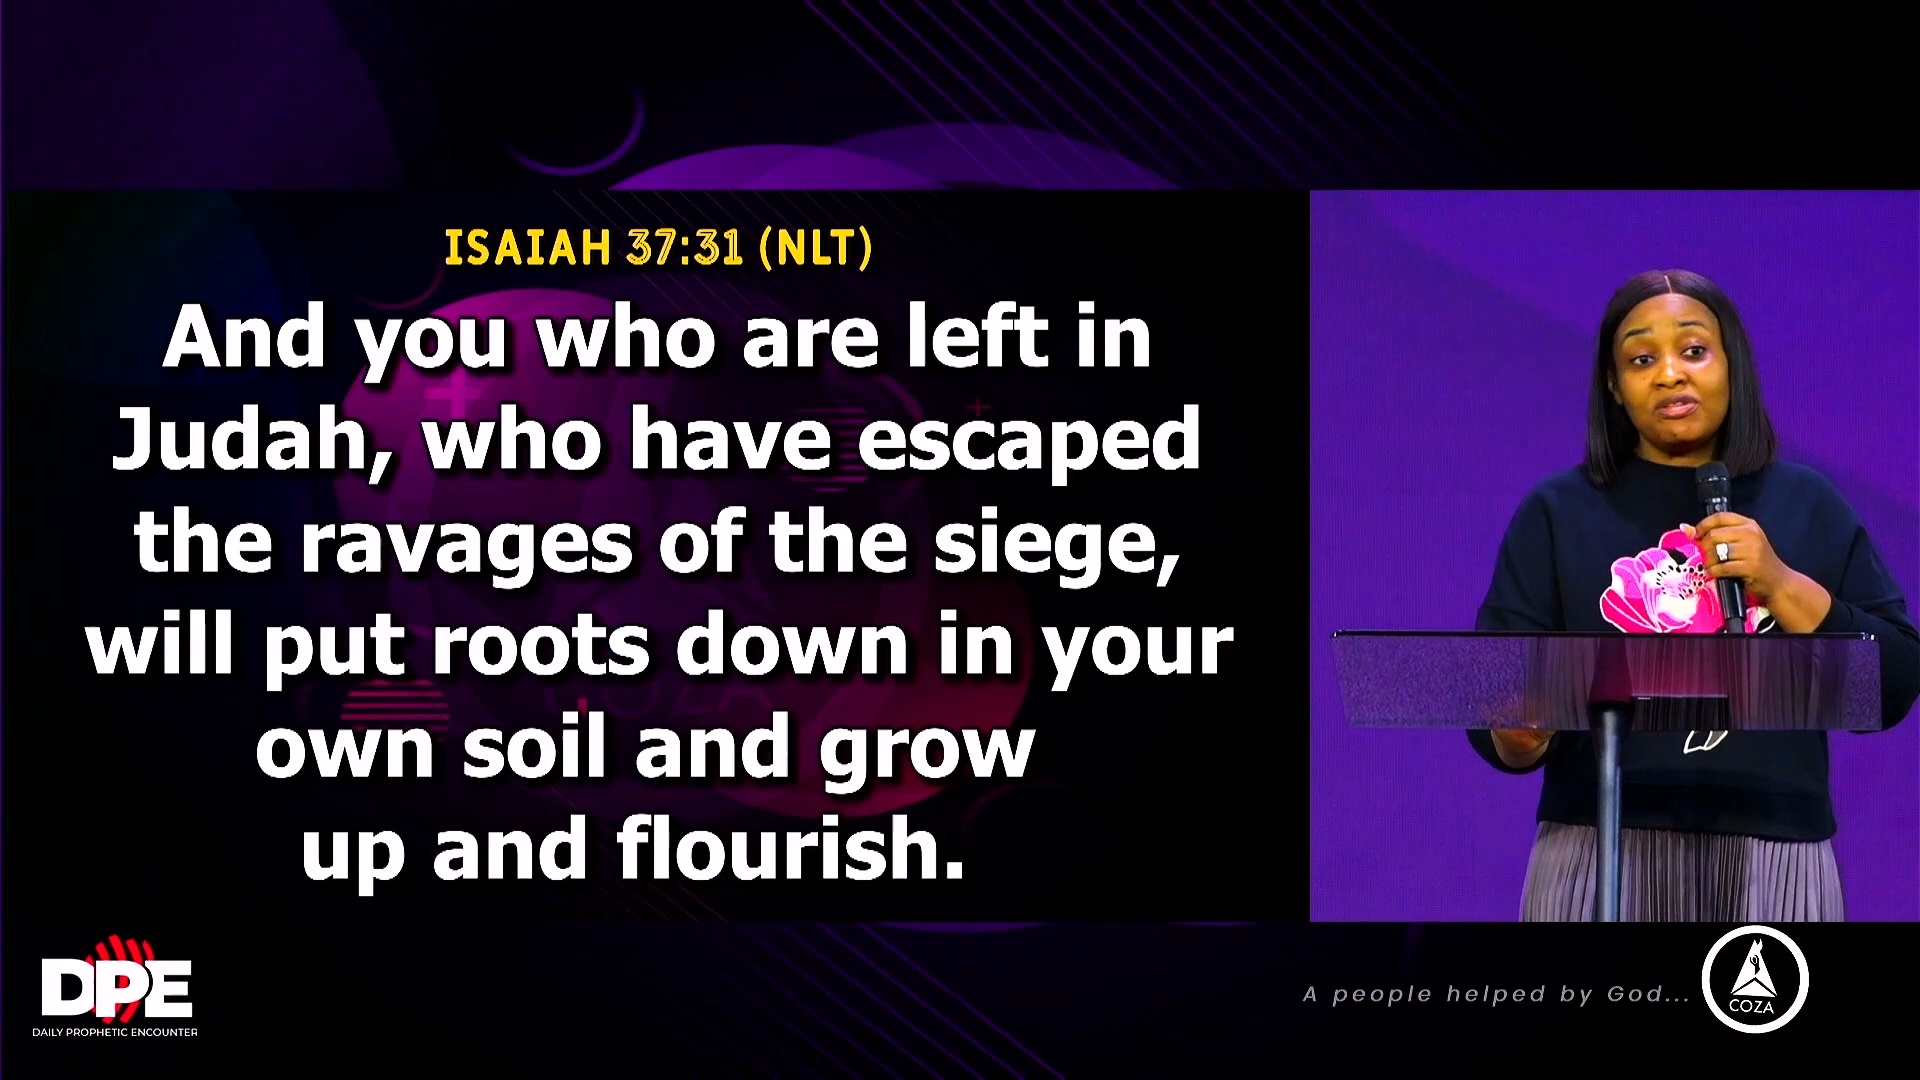 ISAIAH 37:31 (NLT)
And you who are left in
Judah, who have escaped
the ravages of the siege,
will put roots down in your
own soil and grow
up and flourish.
DPE
DAILY PROPHETIC ENCOUNTER
A people helped by God...
COZA